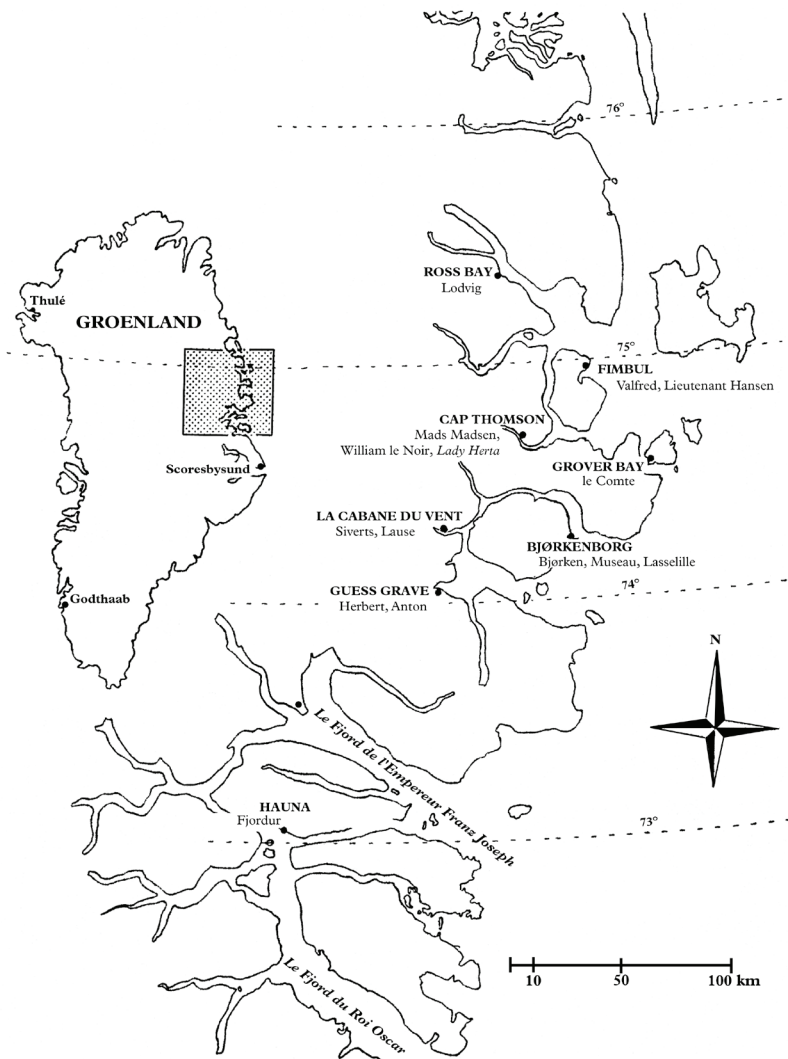 76°
ROSS BAY
Lodvig
Thulé
GROENLAND
75°
FIMBUL
Valfred, Lieutenant Hansen
CAP THOMSON
Mads Madsen,
William le Noir, Lady Herta
GROVER BAY
le Comte
Scoresbysund
LA CABANE DU VENT
Siverts, Lause
BJØRKENBORG
Bjørken, Museau, Lasselille
GUESS GRAVE
Herbert, Anton
74°
Godthaab
N
Le Fjord de l'Empereur Franz Joseph
HAUNA
Fjordur
73°
Le Fjord du Roi Oscar
10 50 100 km